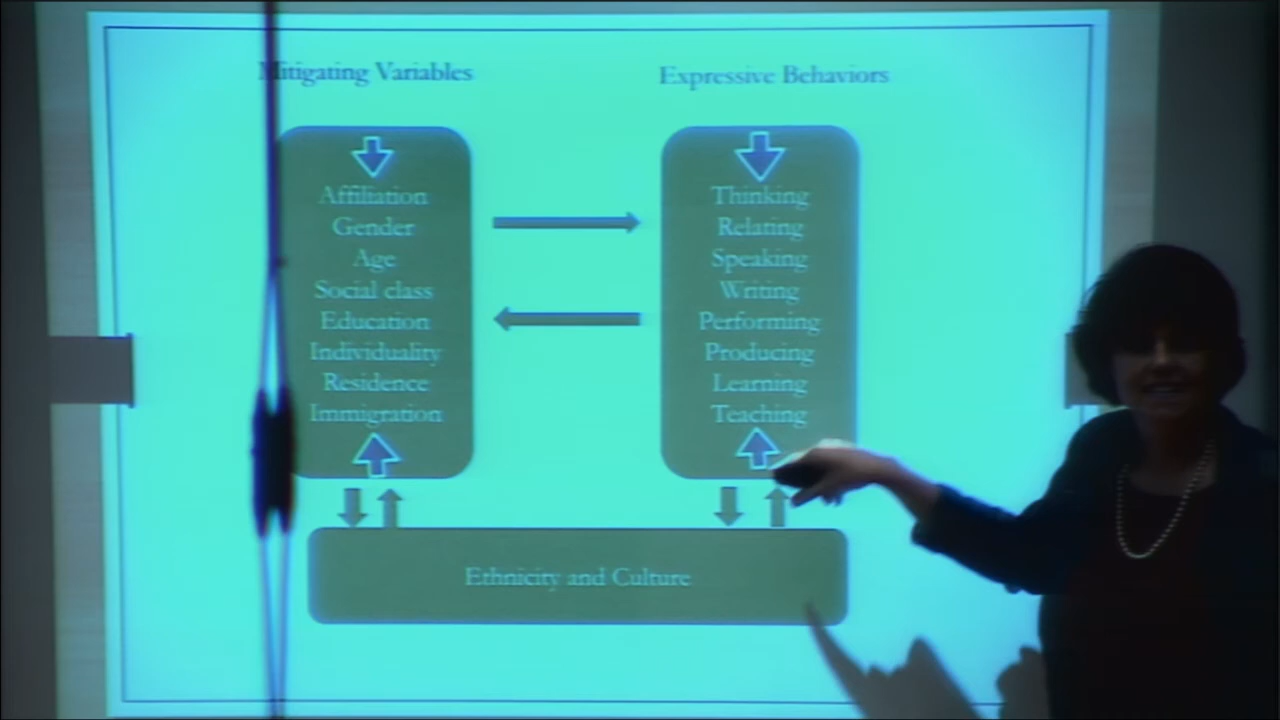 Mitigating Variables
Affiliation
Gender
Age
Social class
Education
Individuality
Residence
Immigration
Expressive Behaviors
Thinking
Relating
Speaking
Writing
Performing
Producing
Learning
Teaching
Ethnicity and Culture